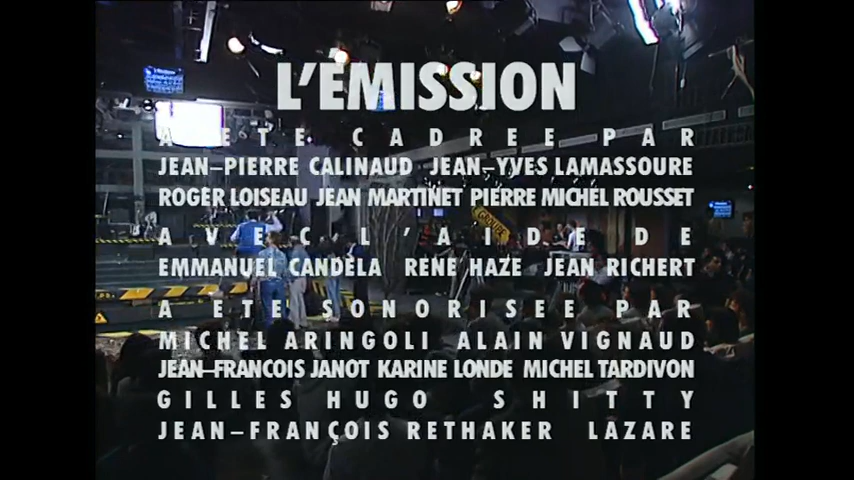 L'ÉMISSION
A ETE CADREE PAR
JEAN-PIERRE CALINAUD JEAN-YVES LAMASSOURE
ROGER LOISEAU JEAN MARTINET PIERRE MICHEL ROUSSET
AVEC L'AIDE DE
EMMANUEL CANDELA RENE HAZE JEAN RICHERT
A ETE SONORISEE PAR
MICHEL ARINGOLI ALAIN VIGNAUD
JEAN-FRANCOIS JANOT KARINE LONDE MICHEL TARDIVON
GILLES HUGO SHITTY
JEAN-FRANÇOIS RETHAKER LAZARE